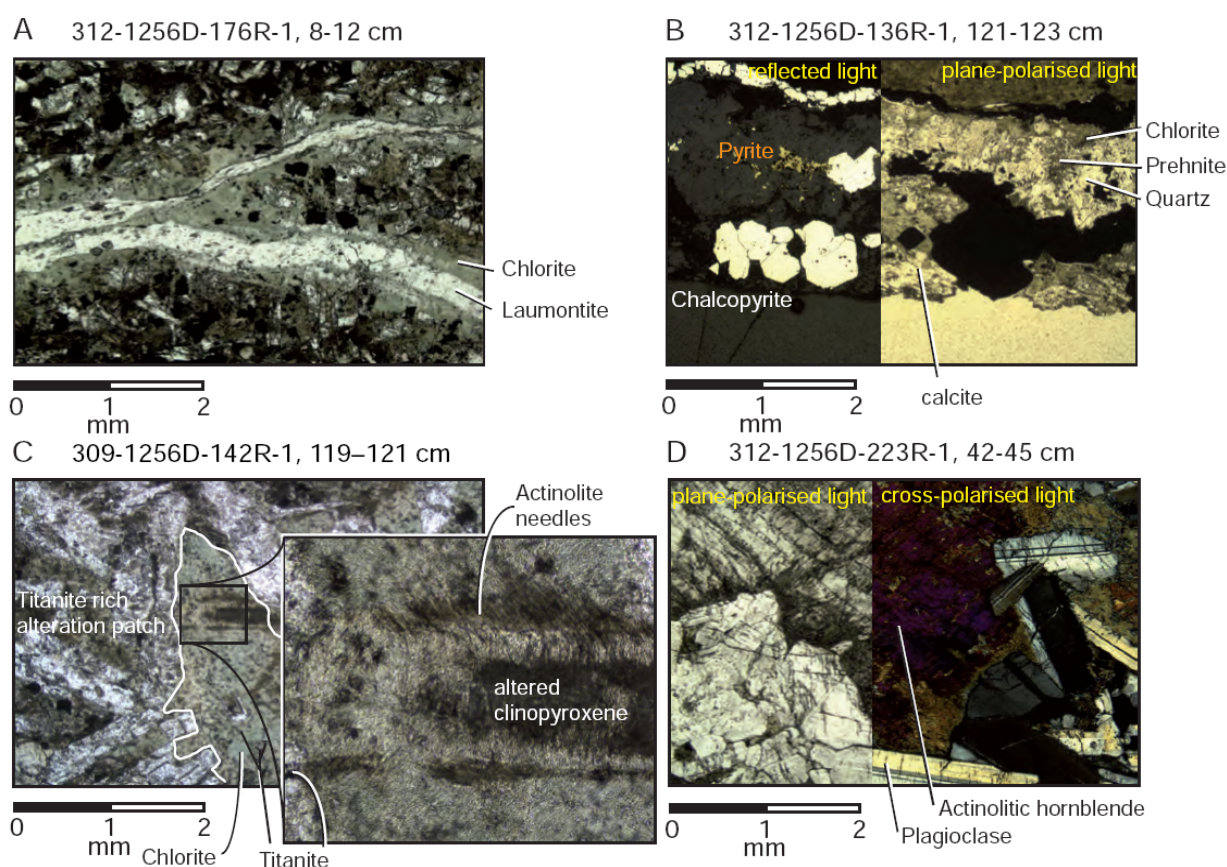 A 312-1256D-176R-1, 8-12 cm
Chlorite
Laumontite
0 1 2
mm
B 312-1256D-136R-1, 121-123 cm
reflected light
plane-polarised light
Pyrite
Chalcopyrite
Chlorite
Prehnite
Quartz
calcite
0 1 2
mm
C 309-1256D-142R-1, 119–121 cm
Actinolite
needles
Titanite rich
alteration patch
altered
clinopyroxene
0 1 2
mm
Chlorite
Titanite
D 312-1256D-223R-1, 42-45 cm
plane-polarised light
cross-polarised light
Actinolitic hornblende
Plagioclase
0 1 2
mm